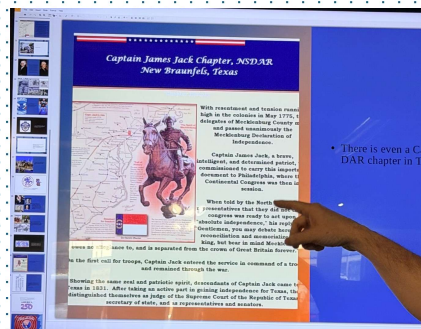 Captain James Jack Chapter, NSDAR
New Braunfels, Texas
With resentment and tension runni
high in the colonies in May 1775, t
delegates of Mecklenburg County m
and passed unanimously the
Mecklenburg Declaration of
Independence.
Captain James Jack, a brave,
intelligent, and determined patriot,
commissioned to carry this importa
document to Philadelphia, where t
Continental Congress was then i
session.
When told by the North
presentatives that they did not
congress was ready to act upon
"absolute independence," his repl
Gentlemen, you may debate here
reconciliation and memorialize
king, but bear in mind Meckle
owes no allegiance to, and is separated from the crown of Great Britain forever
n the first call for troops, Captain Jack entered the service in command of a tro
and remained through the war.
Showing the same zeal and patriotic spirit, descendants of Captain Jack came t
Texas in 1831. After taking an active part in gaining independence for Texas, the
distinguished themselves as judge of the Supreme Court of the Republic of Texas
secretary of state, and as representatives and senators.
• There is even a C
DAR chapter in T